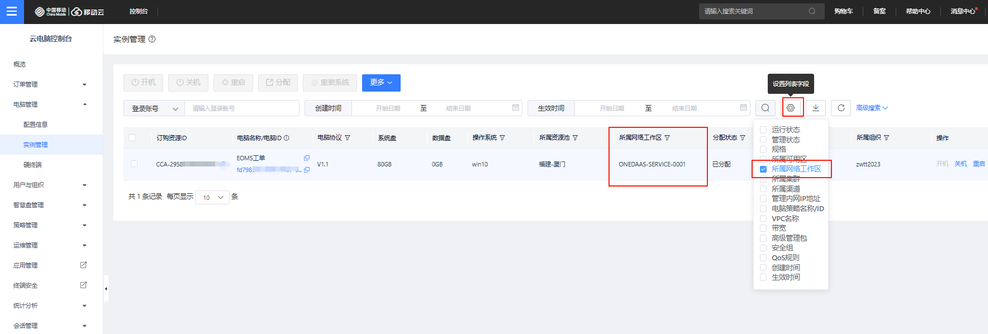 中国移动 China Mobile 移动云 控制台 请输入搜索关键词 购物车 备案 帮助中心 消息中心
云电脑控制台
概览
订单管理
电脑管理
配置信息
实例管理
硬终端
用户与组织
智慧盘管理
策略管理
运维管理
应用管理
终端安全
统计分析
会话管理
实例管理
开机 关机 重启 分配 重装系统 更多
设置列表字段
登录账号 请输入登录账号 创建时间 开始日期 至 结束日期 生效时间 开始日期 至 结束日期 高级搜索
订购资源ID 电脑名称/电脑ID 电脑协议 系统盘 数据盘 操作系统 所属资源池 所属网络工作区 分配状态 所属组织 操作
CCA-2958 EOMS工单 V1.1 80GB 0GB win10 福建-厦门 ONEDAAS-SERVICE-0001 已分配 zwtt2023 开机 关机 重启
fd798
共 1 条记录 每页显示 10 条
运行状态
管理状态
规格
所属可用区
所属网络工作区
所属集群
所属渠道
管理内网IP地址
电脑策略名称/ID
VPC名称
带宽
高级管理包
安全组
QoS规则
创建时间
生效时间